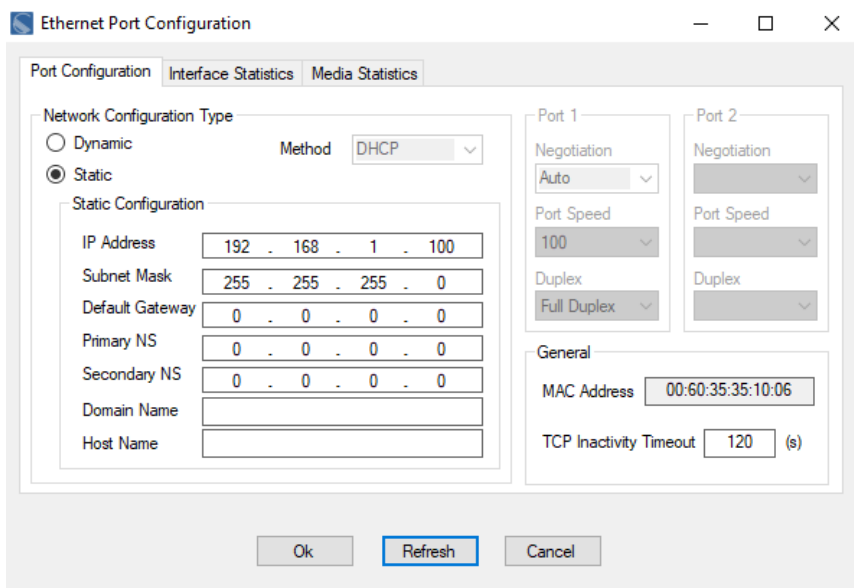 Ethernet Port Configuration
Port Configuration Interface Statistics Media Statistics
Network Configuration Type
Dynamic
Method DHCP
Static
Static Configuration
IP Address 192 . 168 . 1 . 100
Subnet Mask 255 . 255 . 255 . 0
Default Gateway 0 . 0 . 0 . 0
Primary NS 0 . 0 . 0 . 0
Secondary NS 0 . 0 . 0 . 0
Domain Name
Host Name
Port 1
Negotiation
Auto
Port Speed
100
Duplex
Full Duplex
Port 2
Negotiation
Port Speed
Duplex
General
MAC Address 00:60:35:35:10:06
TCP Inactivity Timeout 120 (s)
Ok Refresh Cancel